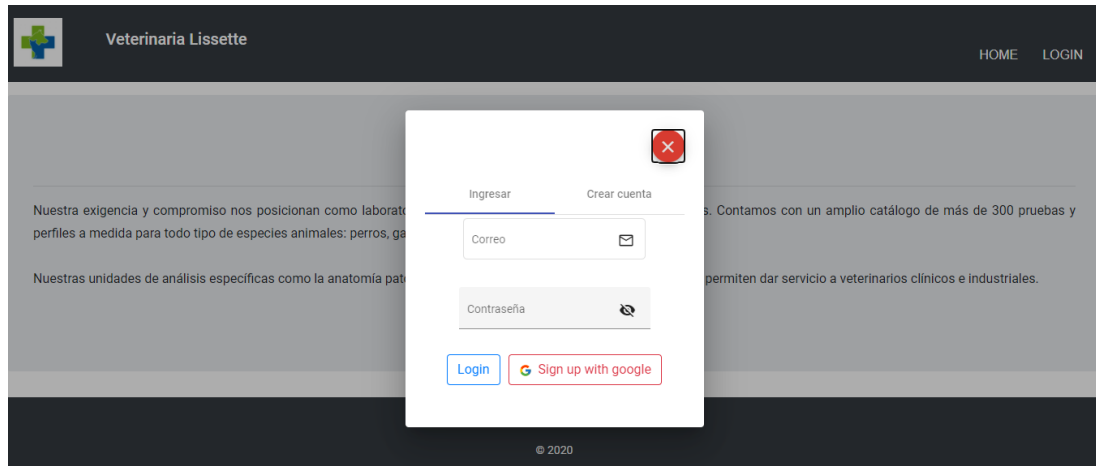 Veterinaria Lissette
HOME LOGIN
Ingresar Crear cuenta
Nuestra exigencia y compromiso nos posicionan como laborato
s. Contamos con un amplio catálogo de más de 300 pruebas y
perfiles a medida para todo tipo de especies animales: perros, ga
Correo
Nuestras unidades de análisis específicas como la anatomía pat
permiten dar servicio a veterinarios clínicos e industriales.
Contraseña
Login
G Sign up with google
© 2020